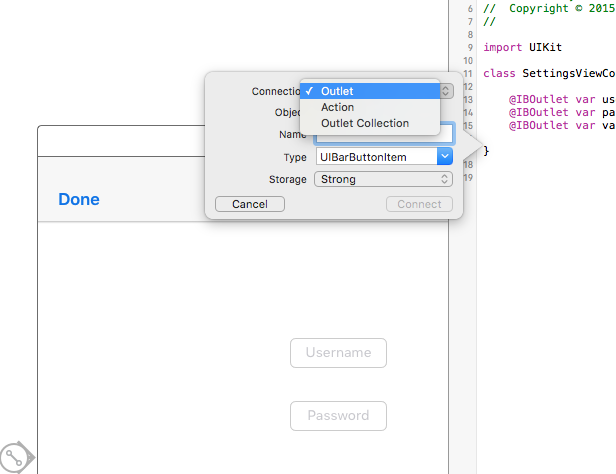 6 // Copyright © 2015
7 //
8
9 import UIKit
10
11 class SettingsViewCo
12
13 @IBOutlet var us
14 @IBOutlet var pa
15 @IBOutlet var va
}
18
19
Connection
✓ Outlet
Action
Outlet Collection
Object
Name
Type UIBarButtonItem
Storage Strong
Cancel Connect
Done
Username
Password